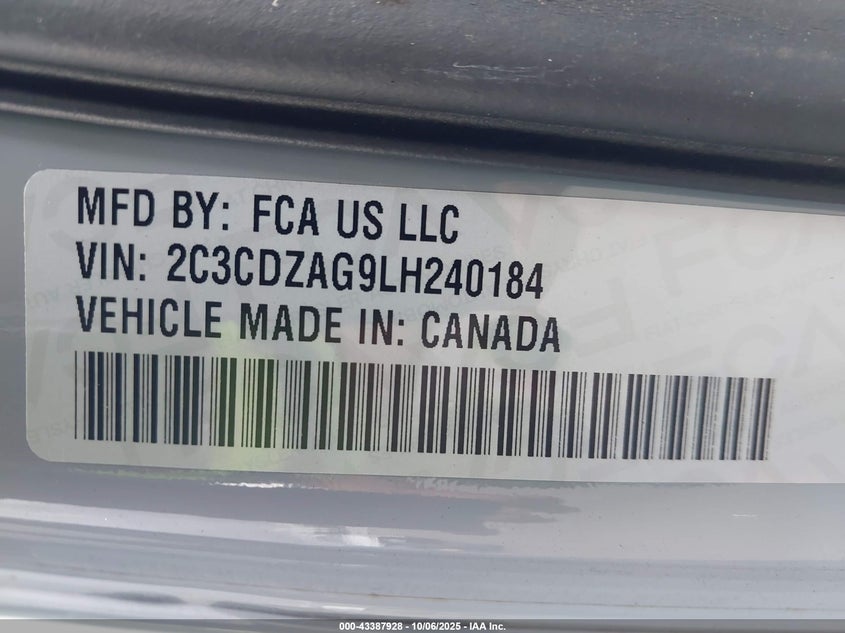 MFD BY: FCA US LLC
VIN: 2C3CDZAG9LH240184
VEHICLE MADE IN: CANADA
000-43387928 - 10/06/2025 - IAA Inc.